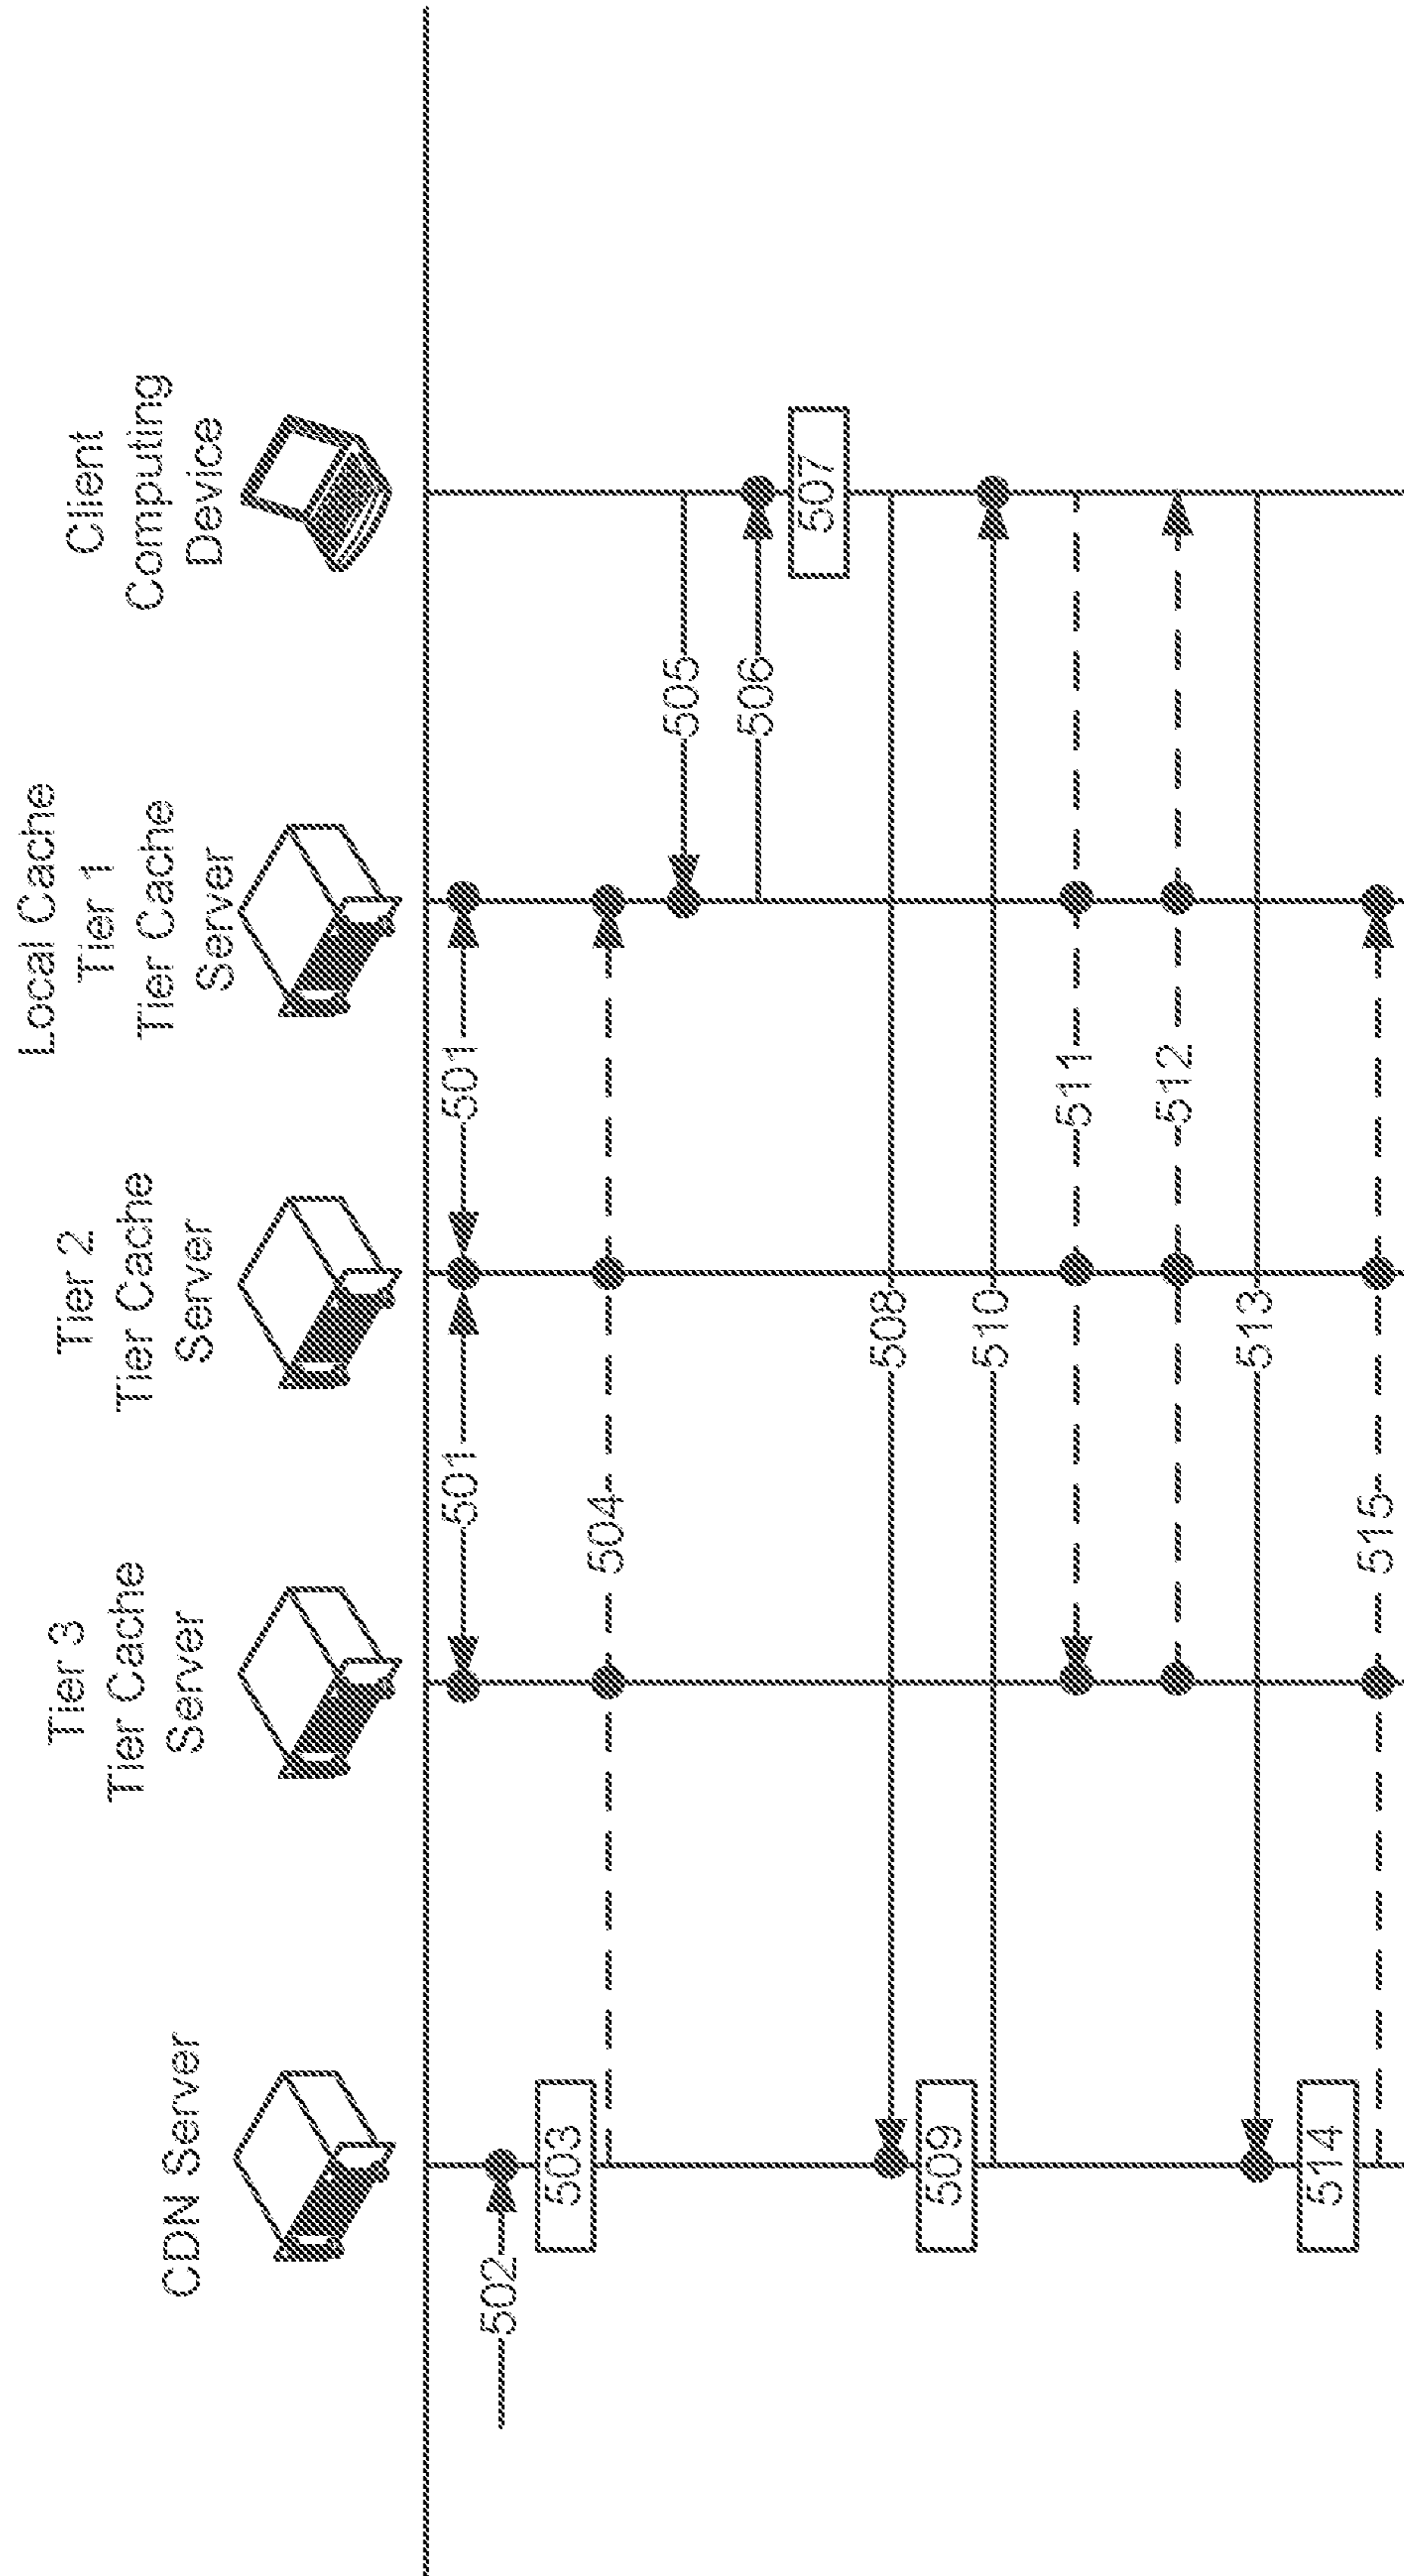 CDN Server
Tier 3
Tier Cache
Server
Tier 2
Tier Cache
Server
Local Cache
Tier 1
Tier Cache
Server
Client
Computing
Device
501
501
502
503
504
505
506
507
508
509
510
511
512
513
514
515